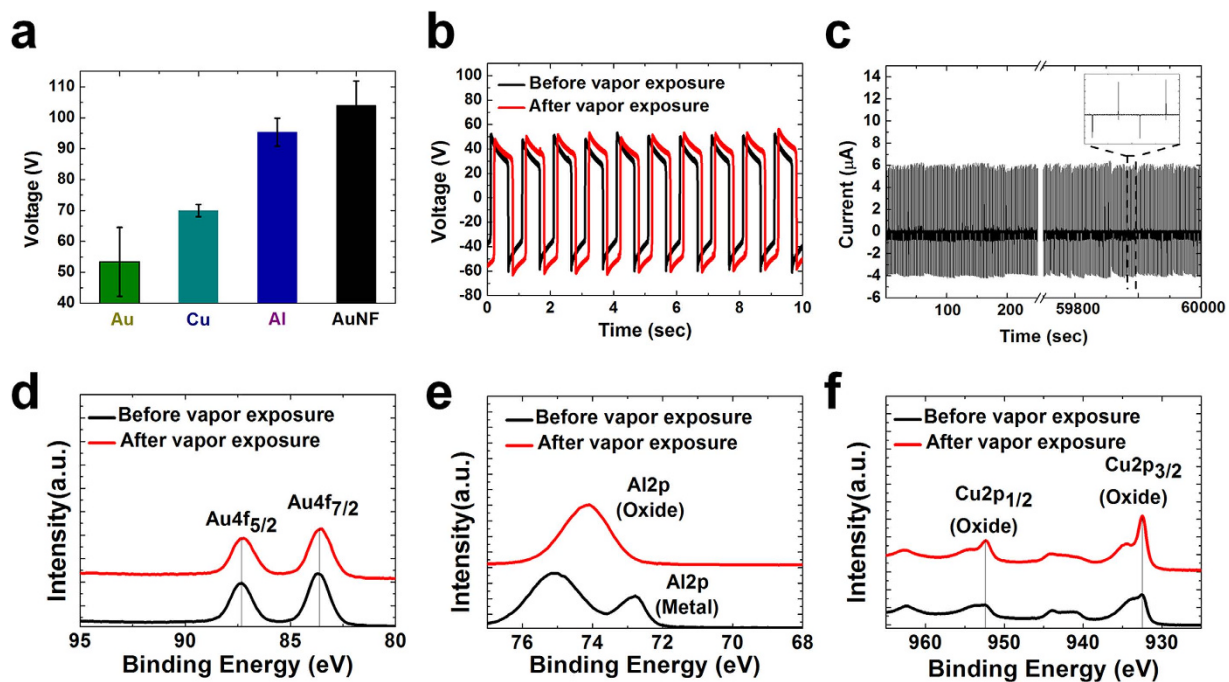 a
110
100
90
80
70
60
50
40
Voltage (V)
Au Cu Al AuNF
b
Before vapor exposure
After vapor exposure
100
80
60
40
20
0
-20
-40
-60
-80
Voltage (V)
0 2 4 6 8 10
Time (sec)
c
14
12
10
8
6
4
2
0
-2
-4
-6
Current (μA)
100 200 59800 60000
Time (sec)
d
Before vapor exposure
After vapor exposure
Au4f5/2
Au4f7/2
Intensity(a.u.)
95 90 85 80
Binding Energy (eV)
e
Before vapor exposure
After vapor exposure
Al2p
(Oxide)
Al2p
(Metal)
Intensity(a.u.)
76 74 72 70 68
Binding Energy (eV)
f
Before vapor exposure
After vapor exposure
Cu2p3/2
(Oxide)
Cu2p1/2
(Oxide)
Intensity(a.u.)
960 950 940 930
Binding Energy (eV)